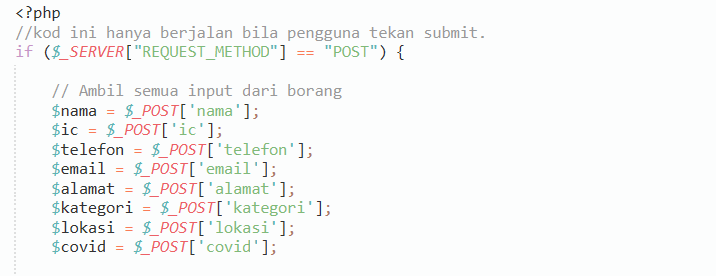 <?php
//kod ini hanya berjalan bila pengguna tekan submit.
if ($_SERVER["REQUEST_METHOD"] == "POST") {
// Ambil semua input dari borang
$nama = $_POST['nama'];
$ic = $_POST['ic'];
$telefon = $_POST['telefon'];
$email = $_POST['email'];
$alamat = $_POST['alamat'];
$kategori = $_POST['kategori'];
$lokasi = $_POST['lokasi'];
$covid = $_POST['covid'];